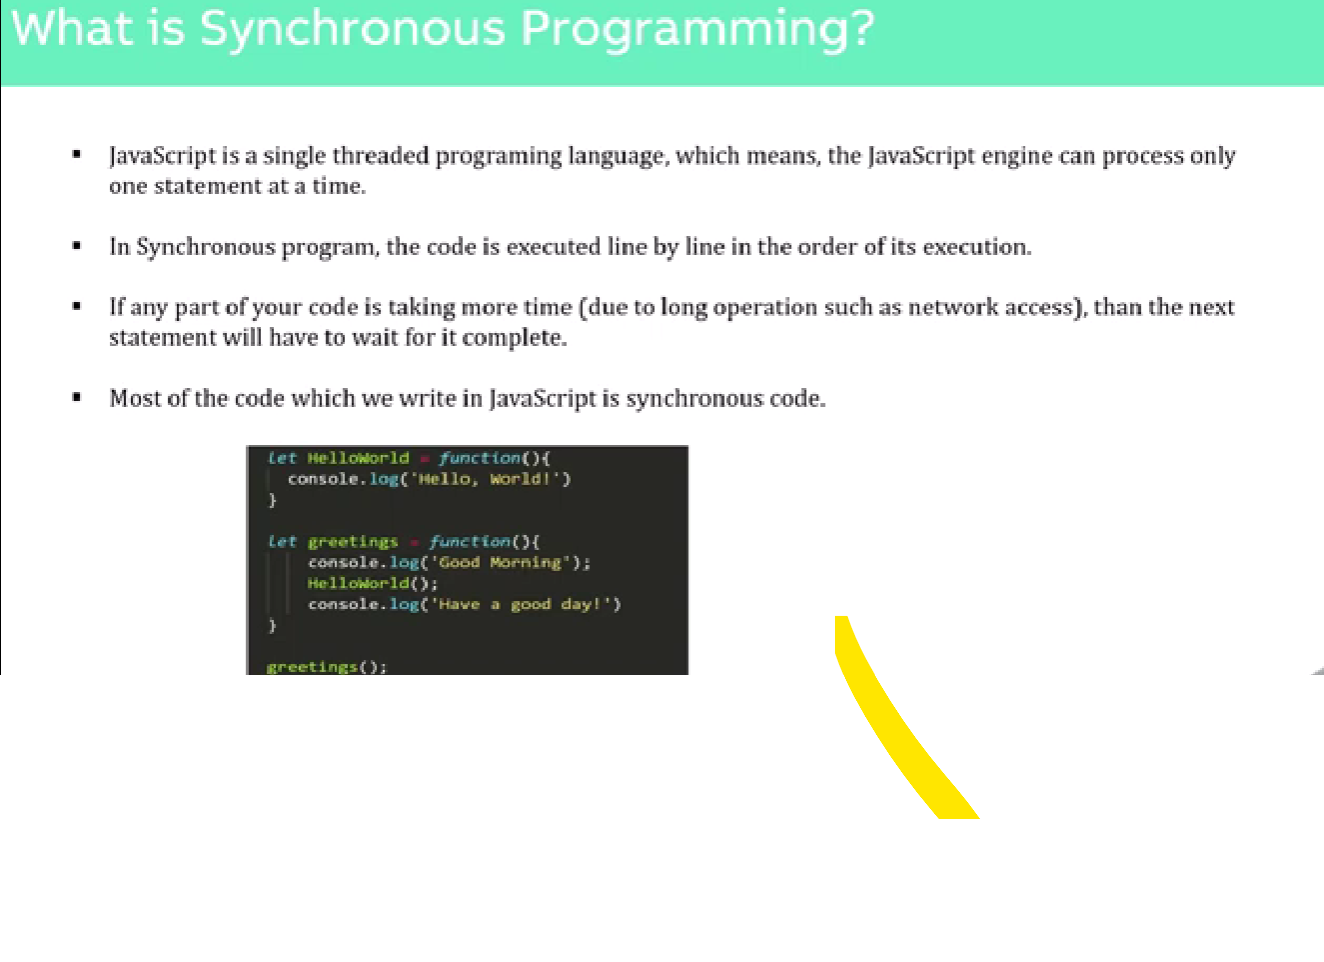 What is Synchronous Programming?
▪ JavaScript is a single threaded programing language, which means, the JavaScript engine can process only
one statement at a time.
▪ In Synchronous program, the code is executed line by line in the order of its execution.
▪ If any part of your code is taking more time (due to long operation such as network access), than the next
statement will have to wait for it complete.
▪ Most of the code which we write in JavaScript is synchronous code.
let HelloWorld = function(){
console.log('Hello, World!')
}
let greetings = function(){
console.log('Good Morning');
HelloWorld();
console.log('Have a good day!')
}
greetings();